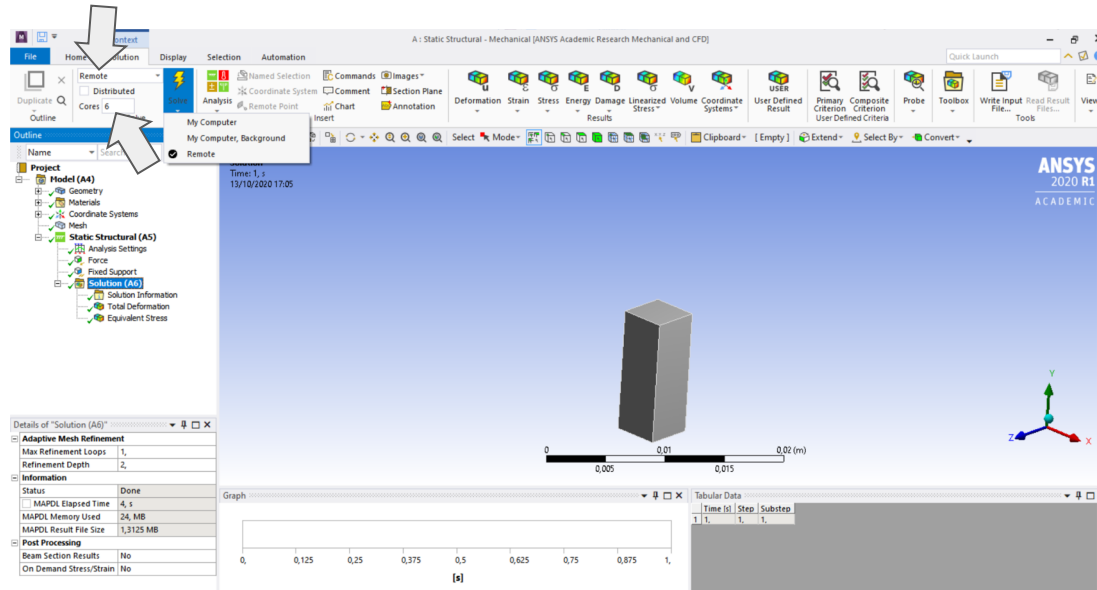 M
ontext
A : Static Structural - Mechanical [ANSYS Academic Research Mechanical and CFD]
File Home Solution Display Selection Automation
Quick Launch
Duplicate Q
Outline
Remote
Distributed
Cores 6
Solve
Analysis
Named Selection
Coordinate System
Remote Point
Commands
Comment
Chart
Images
Section Plane
Annotation
Insert
Deformation Strain Stress Energy Damage Linearized Stress Volume Coordinate Systems
Results
USER
User Defined Result
Primary Criterion Composite Criterion
User Defined Criteria
Probe
Toolbox
Write Input File... Read Result Files...
Tools
View
My Computer
My Computer, Background
Remote
Select Mode
Clipboard [Empty] Extend Select By Convert
Outline
Name Search
Project
Model (A4)
Geometry
Materials
Coordinate Systems
Mesh
Static Structural (A5)
Analysis Settings
Force
Fixed Support
Solution (A6)
Solution Information
Total Deformation
Equivalent Stress
Time: 1, s
13/10/2020 17:05
ANSYS
2020 R1
ACADEMIC
Y
Z
X
0 0,01 0,02 (m)
0,005 0,015
Details of "Solution (A6)"
Adaptive Mesh Refinement
Max Refinement Loops 1,
Refinement Depth 2,
Information
Status Done
MAPDL Elapsed Time 4, s
MAPDL Memory Used 24, MB
MAPDL Result File Size 1,3125 MB
Post Processing
Beam Section Results No
On Demand Stress/Strain No
Graph
0, 0,125 0,25 0,375 0,5 0,625 0,75 0,875 1,
[s]
Tabular Data
Time [s] Step Substep
1 1, 1, 1,